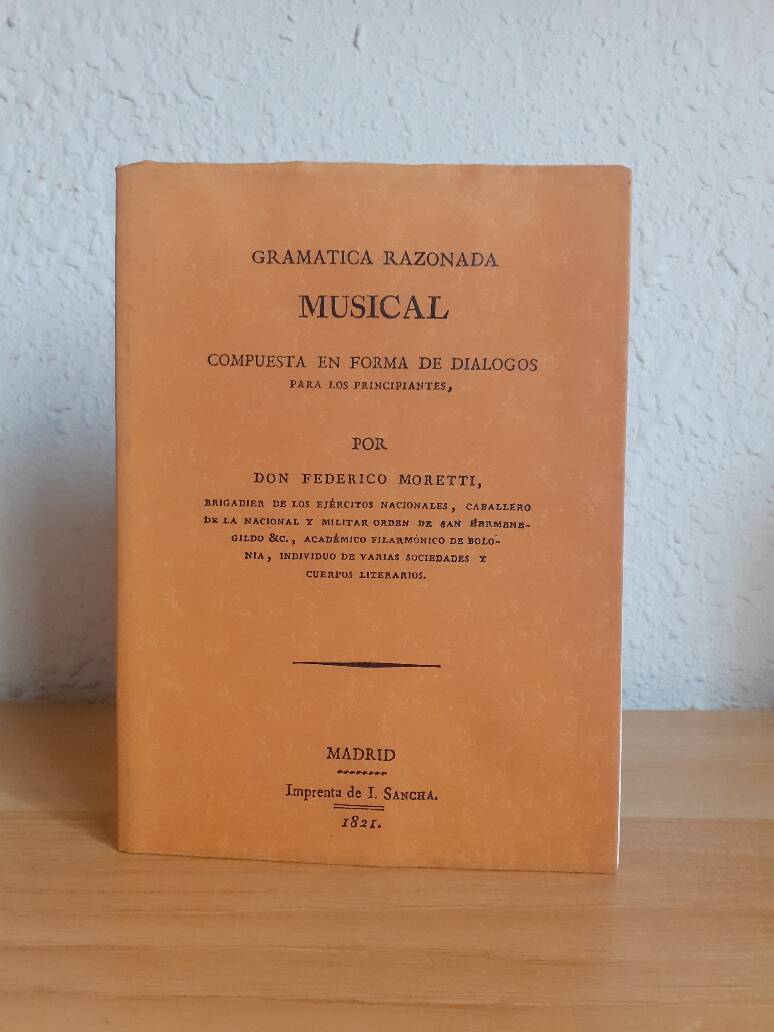 GRAMATICA RAZONADA
MUSICAL
COMPUESTA EN FORMA DE DIALOGOS
PARA LOS PRINCIPIANTES,
POR
DON FEDERICO MORETTI,
BRIGADIER DE LOS EJÉRCITOS NACIONALES, CABALLERO
DE LA NACIONAL Y MILITAR ORDEN DE SAN HERMENE-
GILDO &C., ACADÉMICO FILARMÓNICO DE BOLO-
NIA, INDIVIDUO DE VARIAS SOCIEDADES Y
CUERPOS LITERARIOS.
MADRID
Imprenta de I. SANCHA.
1821.